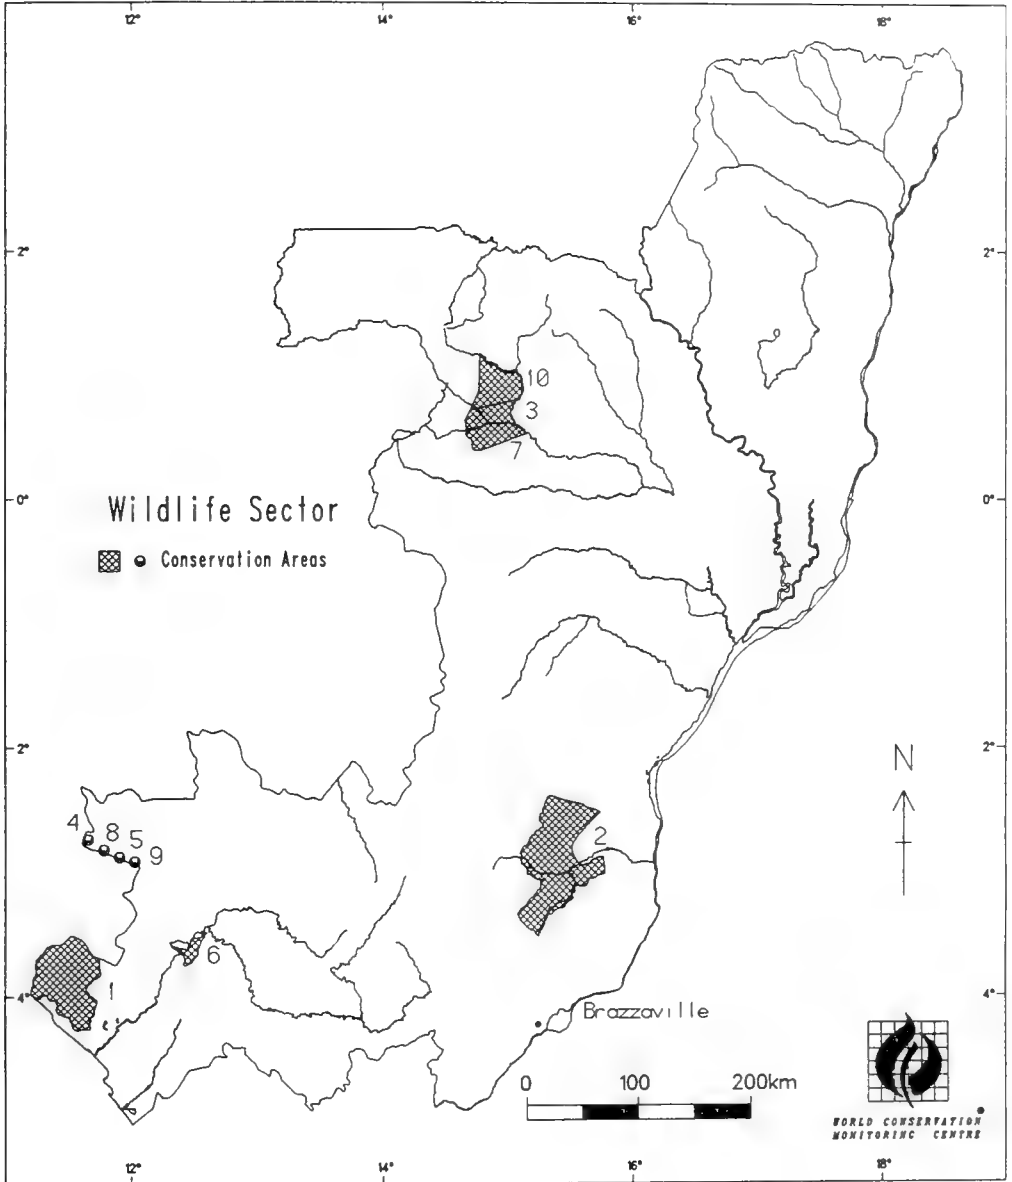 12° 14° 16° 18°
2° 2°
10
3
7
0° 0°
Wildlife Sector
Conservation Areas
2° 2°
N
4 8 5 9
2
6
1
4° 4°
Brazzaville
0 100 200km
WORLD CONSERVATION
MONITORING CENTRE
12° 14° 16° 18°